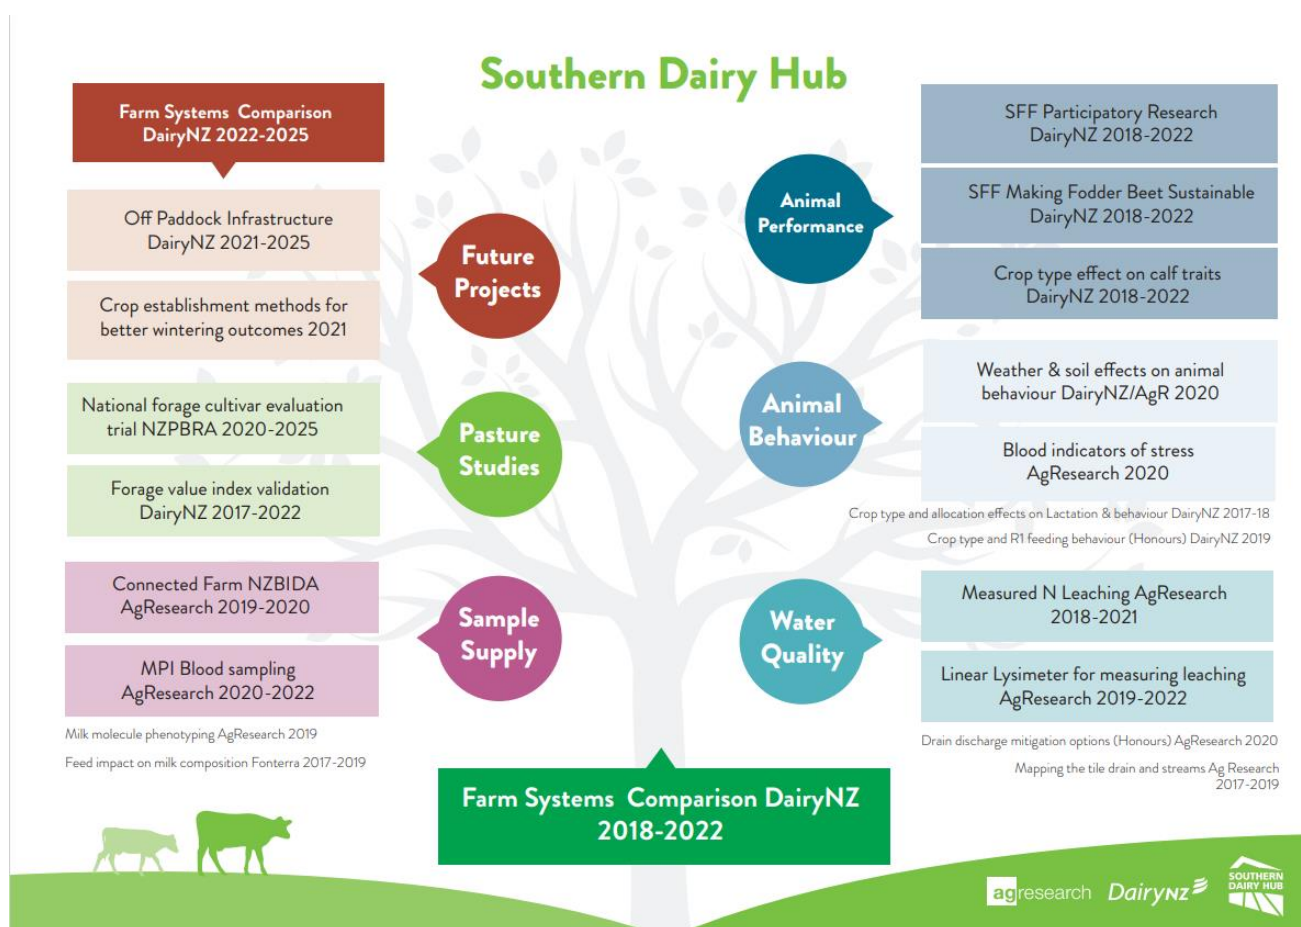 Southern Dairy Hub
Farm Systems Comparison
DairyNZ 2022-2025
Off Paddock Infrastructure
DairyNZ 2021-2025
Crop establishment methods for
better wintering outcomes 2021
Future
Projects
National forage cultivar evaluation
trial NZPBRA 2020-2025
Forage value index validation
DairyNZ 2017-2022
Pasture
Studies
Connected Farm NZBIDA
AgResearch 2019-2020
MPI Blood sampling
AgResearch 2020-2022
Milk molecule phenotyping AgResearch 2019
Feed impact on milk composition Fonterra 2017-2019
Sample
Supply
Animal
Performance
SFF Participatory Research
DairyNZ 2018-2022
SFF Making Fodder Beet Sustainable
DairyNZ 2018-2022
Crop type effect on calf traits
DairyNZ 2018-2022
Animal
Behaviour
Weather & soil effects on animal
behaviour DairyNZ/AgR 2020
Blood indicators of stress
AgResearch 2020
Crop type and allocation effects on Lactation & behaviour DairyNZ 2017-18
Crop type and R1 feeding behaviour (Honours) DairyNZ 2019
Water
Quality
Measured N Leaching AgResearch
2018-2021
Linear Lysimeter for measuring leaching
AgResearch 2019-2022
Drain discharge mitigation options (Honours) AgResearch 2020
Mapping the tile drain and streams Ag Research
2017-2019
Farm Systems Comparison DairyNZ
2018-2022
agresearch
DairyNZ
SOUTHERN
DAIRY HUB